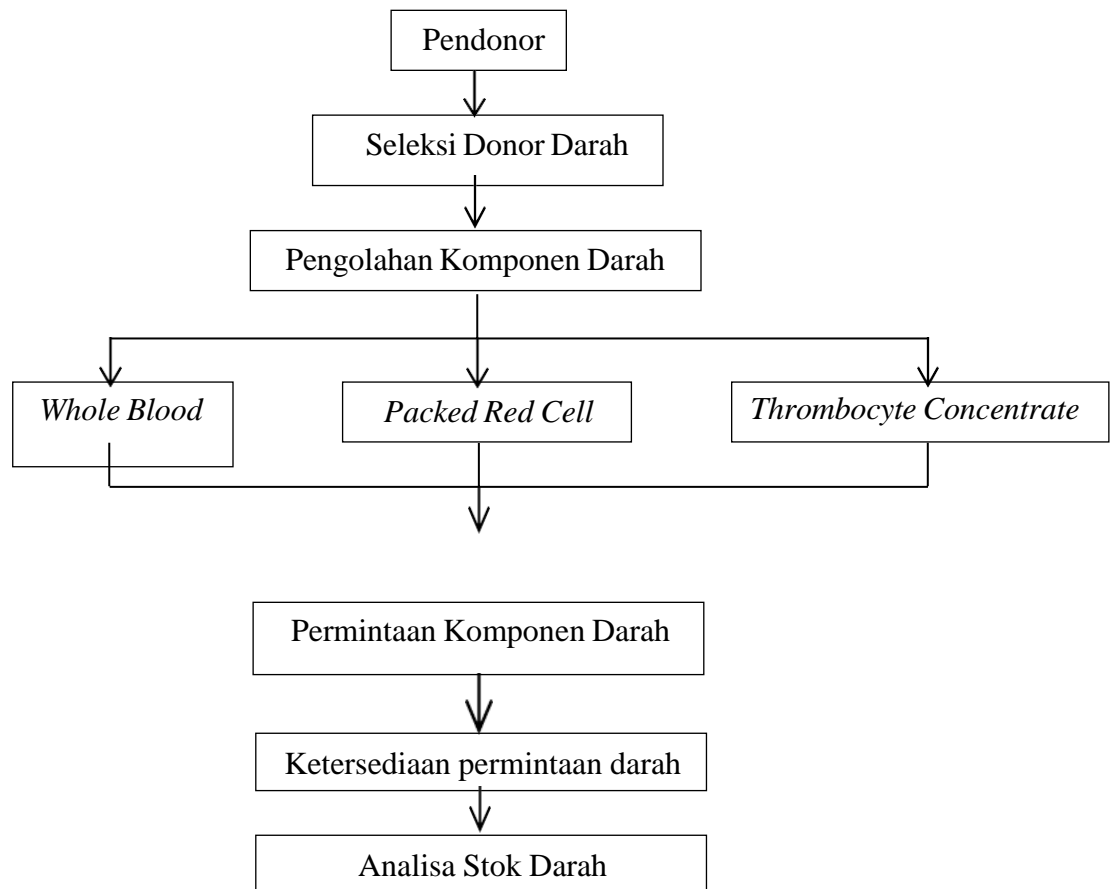 Pendonor
Seleksi Donor Darah
Pengolahan Komponen Darah
Whole Blood
Packed Red Cell
Thrombocyte Concentrate
Permintaan Komponen Darah
Ketersediaan permintaan darah
Analisa Stok Darah